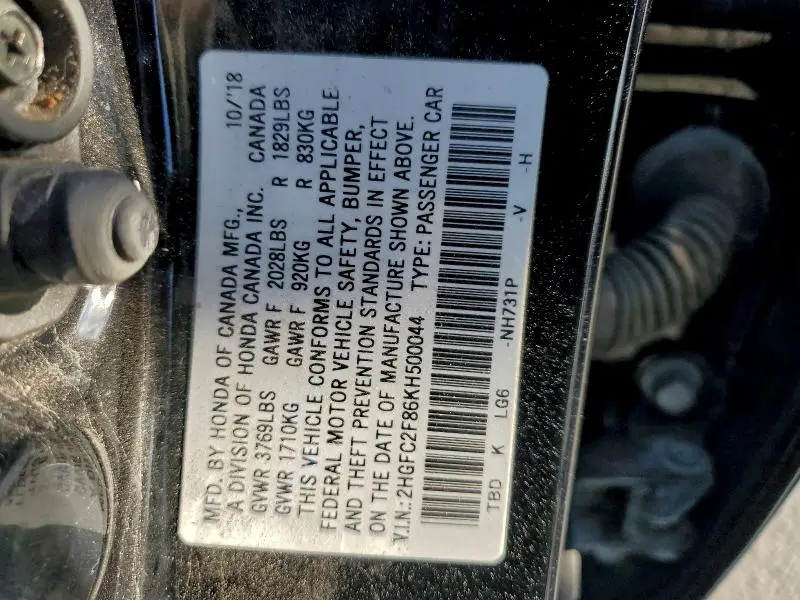 MFD. BY HONDA OF CANADA MFG., 10/'18
A DIVISION OF HONDA CANADA INC. CANADA
GVWR 3769LBS GAWR F 2028LBS R 1829LBS
GVWR 1710KG GAWR F 920KG R 830KG
THIS VEHICLE CONFORMS TO ALL APPLICABLE
FEDERAL MOTOR VEHICLE SAFETY, BUMPER,
AND THEFT PREVENTION STANDARDS IN EFFECT
ON THE DATE OF MANUFACTURE SHOWN ABOVE.
V.I.N.: 2HGFC2F86KH500044 TYPE: PASSENGER CAR
TBD K LG6 -NH731P -V -H